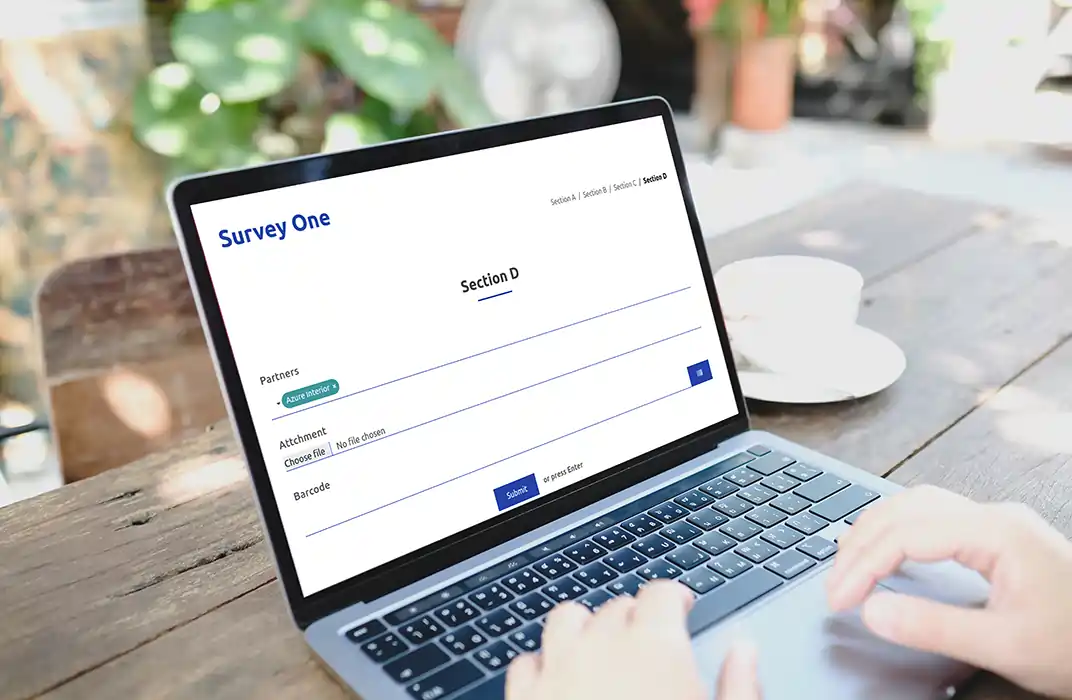 Survey One
Section A / Section B / Section C / Section D
Section D
Partners
Azure Interior ×
Attchment
Choose file No file chosen
Barcode
Submit or press Enter